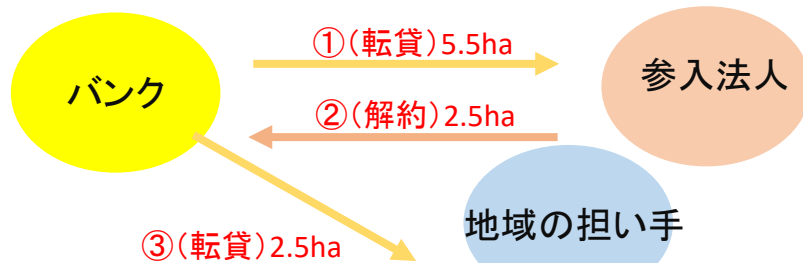 ①(転貸)5.5ha
バンク
参入法人
②(解約)2.5ha
地域の担い手
③(転貸)2.5ha